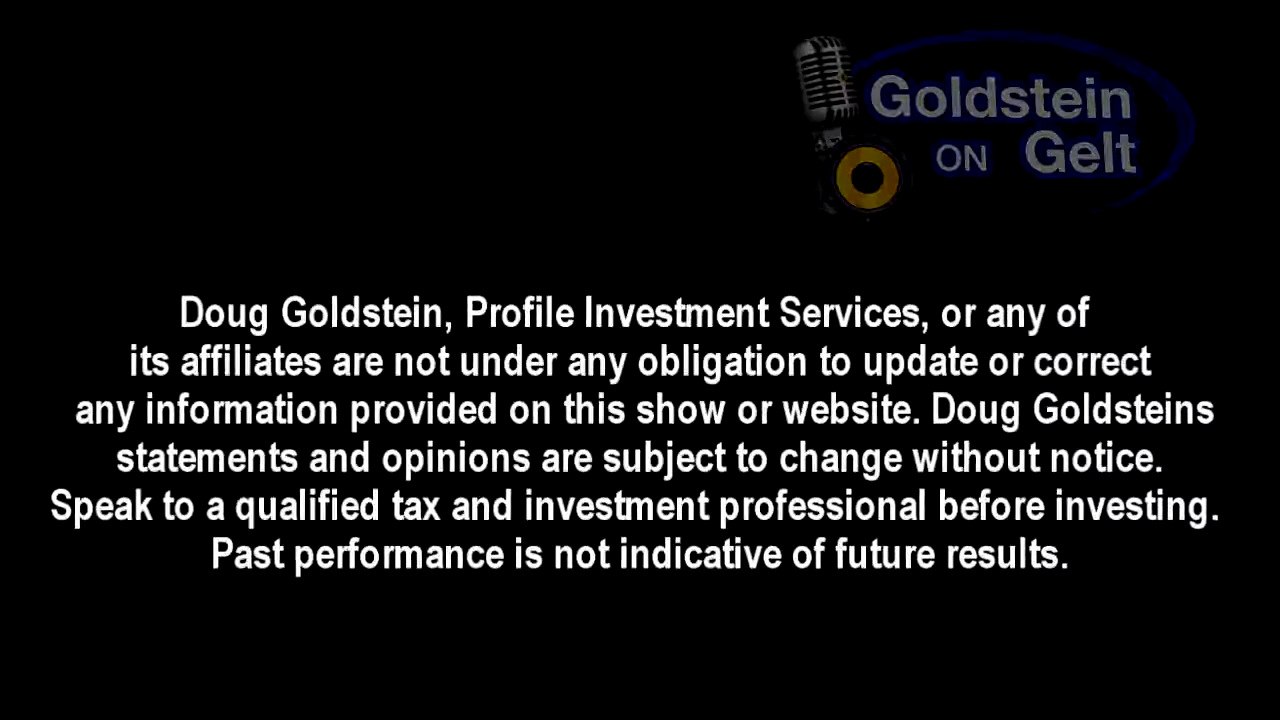 Goldstein
ON Gelt
Doug Goldstein, Profile Investment Services, or any of
its affiliates are not under any obligation to update or correct
any information provided on this show or website. Doug Goldsteins
statements and opinions are subject to change without notice.
Speak to a qualified tax and investment professional before investing.
Past performance is not indicative of future results.